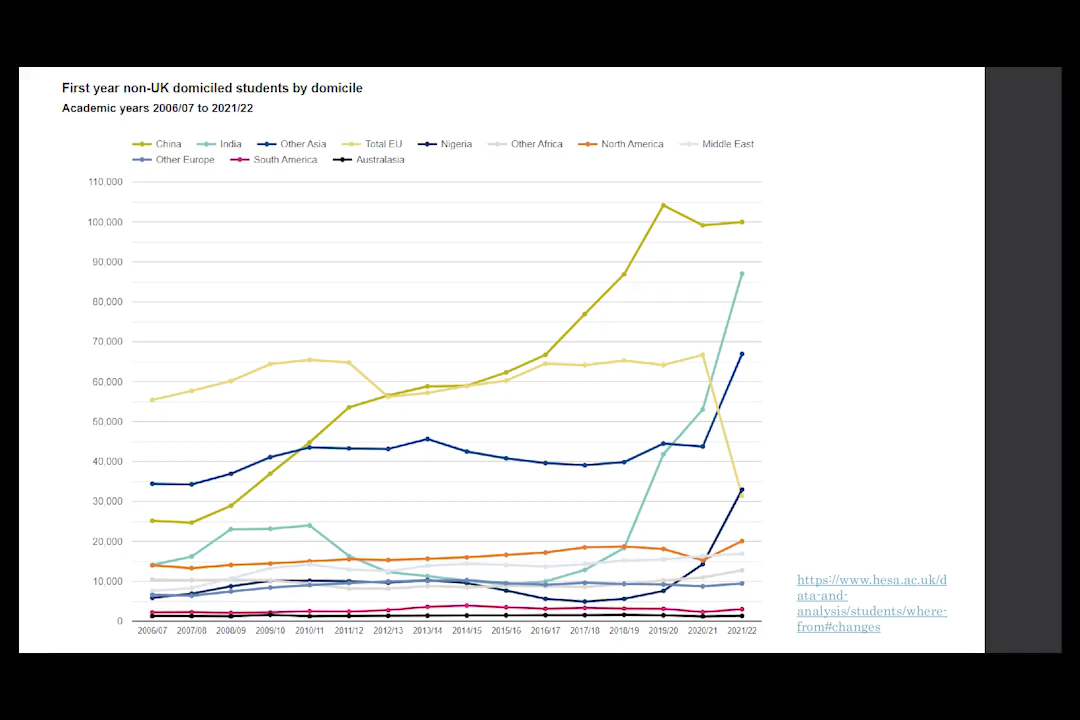 First year non-UK domiciled students by domicile
Academic years 2006/07 to 2021/22
China India Other Asia Total EU Nigeria Other Africa North America Middle East
Other Europe South America Australasia
110,000
100,000
90,000
80,000
70,000
60,000
50,000
40,000
30,000
20,000
10,000
0
2006/07 2007/08 2008/09 2009/10 2010/11 2011/12 2012/13 2013/14 2014/15 2015/16 2016/17 2017/18 2018/19 2019/20 2020/21 2021/22
https://www.hesa.ac.uk/d
ata-and-
analysis/students/where-
from#changes